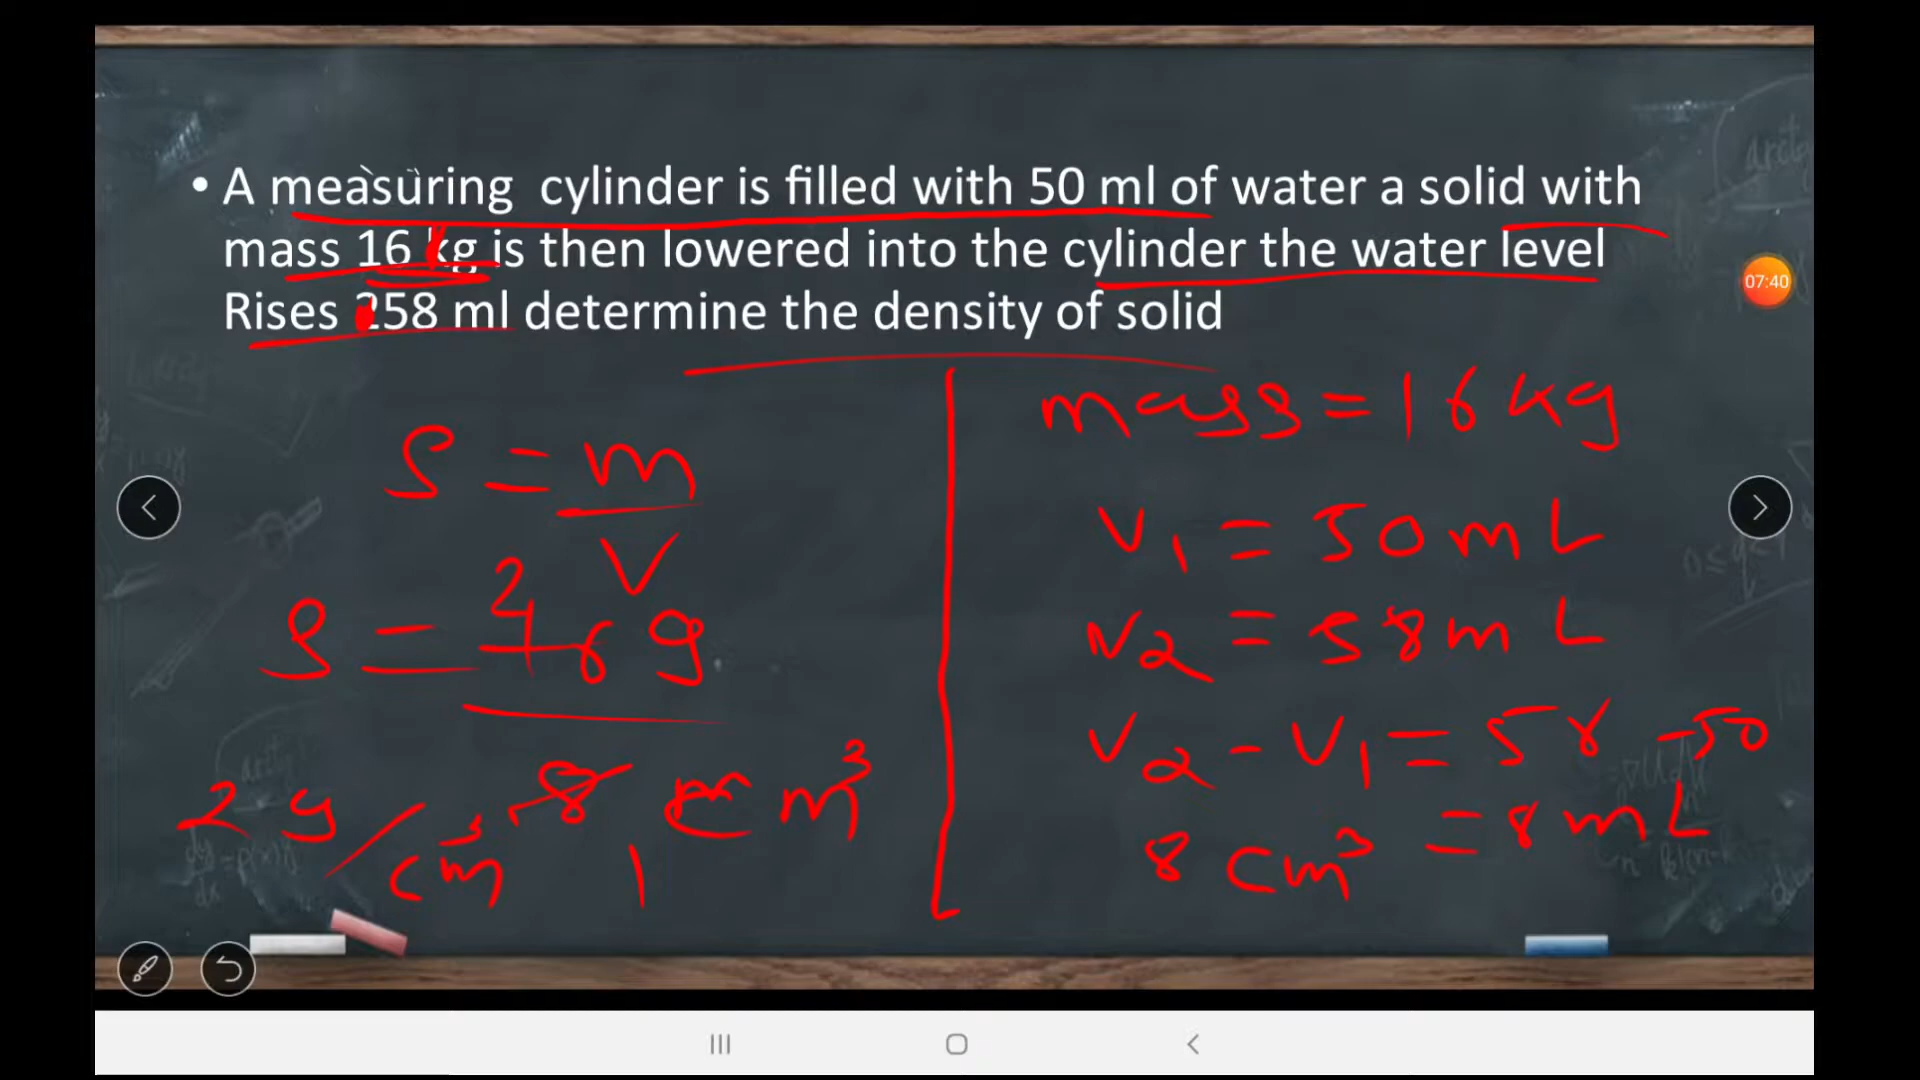 • A measuring cylinder is filled with 50 ml of water a solid with
mass 16 kg is then lowered into the cylinder the water level
Rises 258 ml determine the density of solid
07:40
mass = 16 kg
S = m
V
V1 = 50 mL
S = 16 g
2
V2 = 58 mL
V2 - V1 = 58 - 50
8 cm³
= 8 mL
8 cm³
2 g/cm³
1